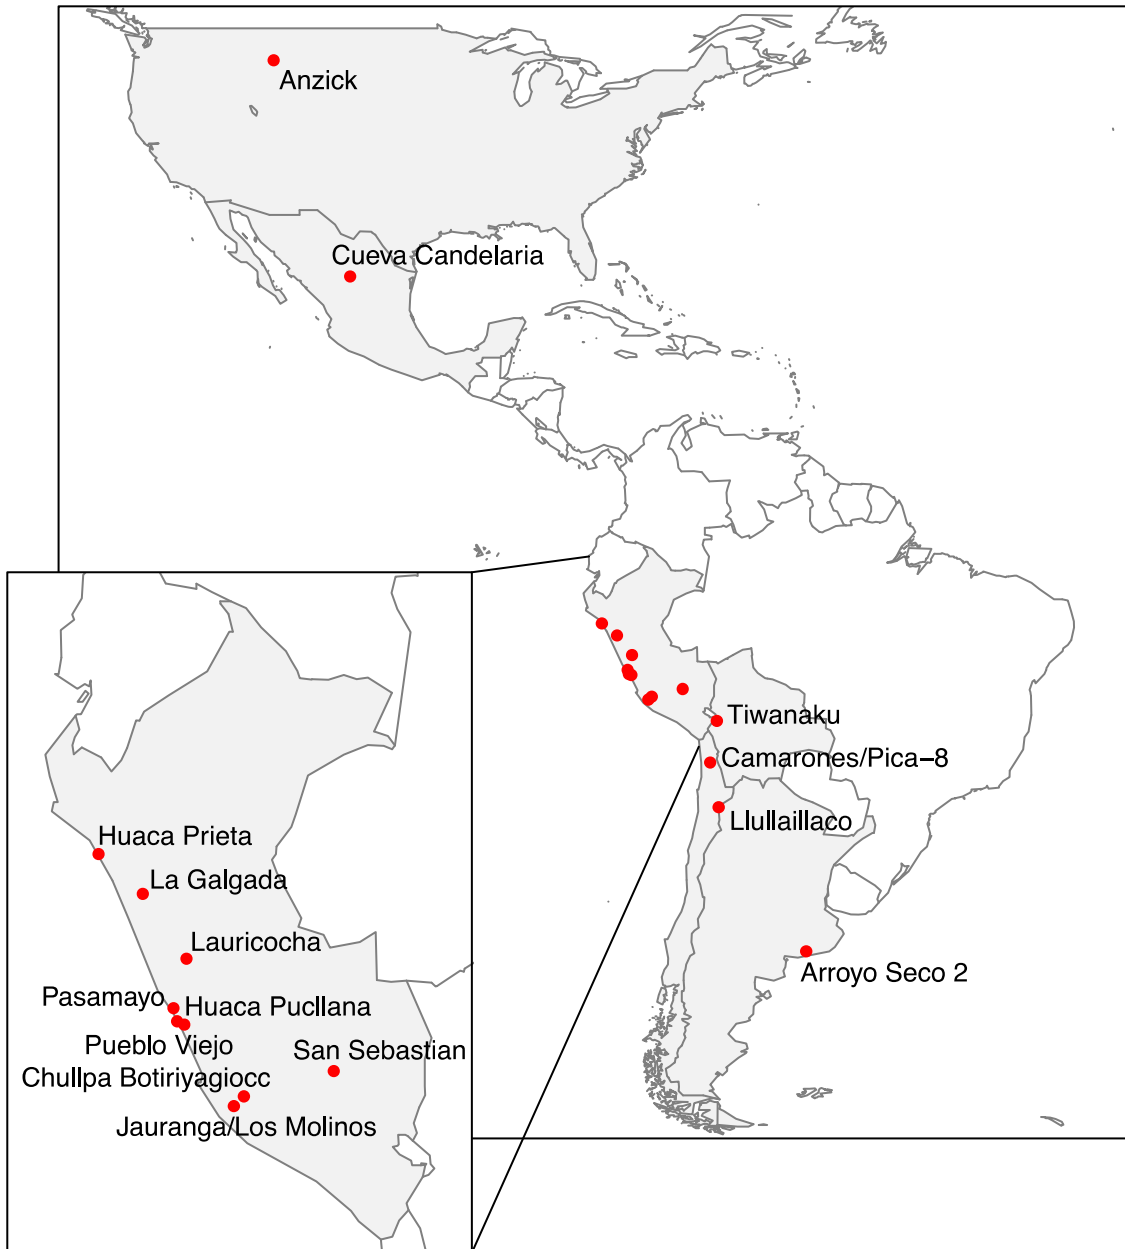 Anzick
Cueva Candelaria
Tiwanaku
Camarones/Pica−8
Llullaillaco
Arroyo Seco 2
Huaca Prieta
La Galgada
Lauricocha
Pasamayo
Huaca Pucllana
Pueblo Viejo
San Sebastian
Chullpa Botiriyagiocc
Jauranga/Los Molinos